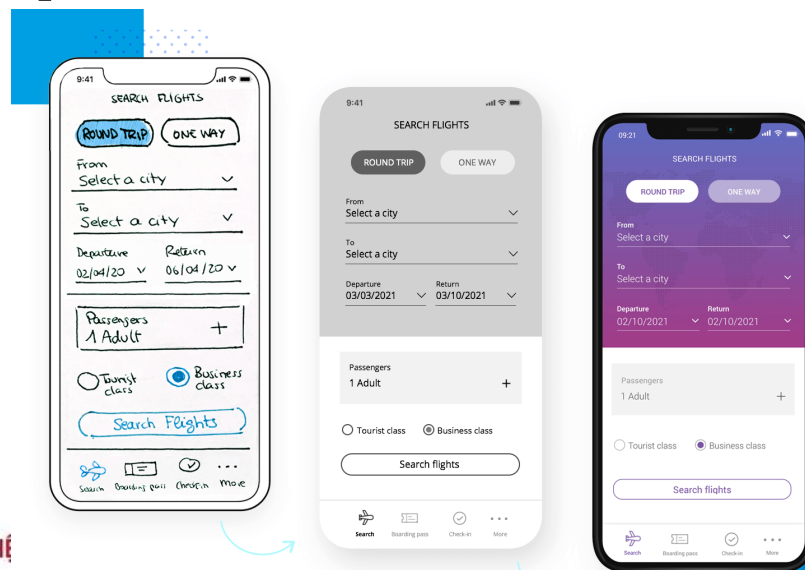 9:41
SEARCH FLIGHTS
ROUND TRIP ONE WAY
From
Select a city
To
Select a city
Departure Return
02/04/20 06/04/20
Passengers
1 Adult +
Tourist class Business class
Search Flights
Search Boarding pass Check-in More
9:41
SEARCH FLIGHTS
ROUND TRIP ONE WAY
From
Select a city
To
Select a city
Departure Return
03/03/2021 03/10/2021
Passengers
1 Adult +
Tourist class Business class
Search flights
Search Boarding pass Check-in More
09:21
SEARCH FLIGHTS
ROUND TRIP ONE WAY
From
Select a city
To
Select a city
Departure Return
02/10/2021 02/10/2021
Passengers
1 Adult +
Tourist class Business class
Search flights
Search Boarding pass Check-in More